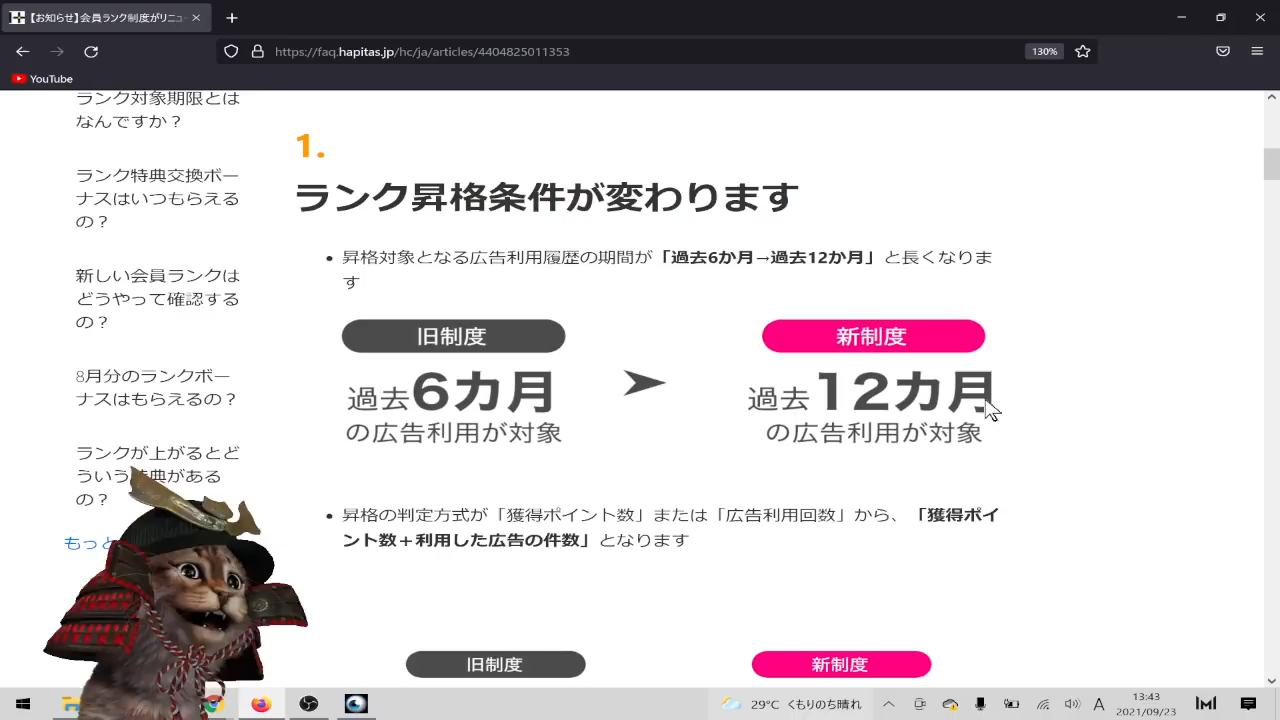 【お知らせ】会員ランク制度がリニュ
https://faq.hapitas.jp/hc/ja/articles/4404825011353
130%
YouTube
ランク対象期限とは
なんですか？
ランク特典交換ボー
ナスはいつもらえる
の？
新しい会員ランクは
どうやって確認する
の？
8月分のランクボー
ナスはもらえるの？
ランクが上がるとど
ういう特典がある
の？
もっと
1.
ランク昇格条件が変わります
昇格対象となる広告利用履歴の期間が「過去6か月→過去12か月」と長くなりま
す
旧制度
過去6カ月
の広告利用が対象
新制度
過去12カ月
の広告利用が対象
昇格の判定方式が「獲得ポイント数」または「広告利用回数」から、「獲得ポイ
ント数＋利用した広告の件数」となります
旧制度
新制度
29°C くもりのち晴れ
A
13:43
2021/09/23